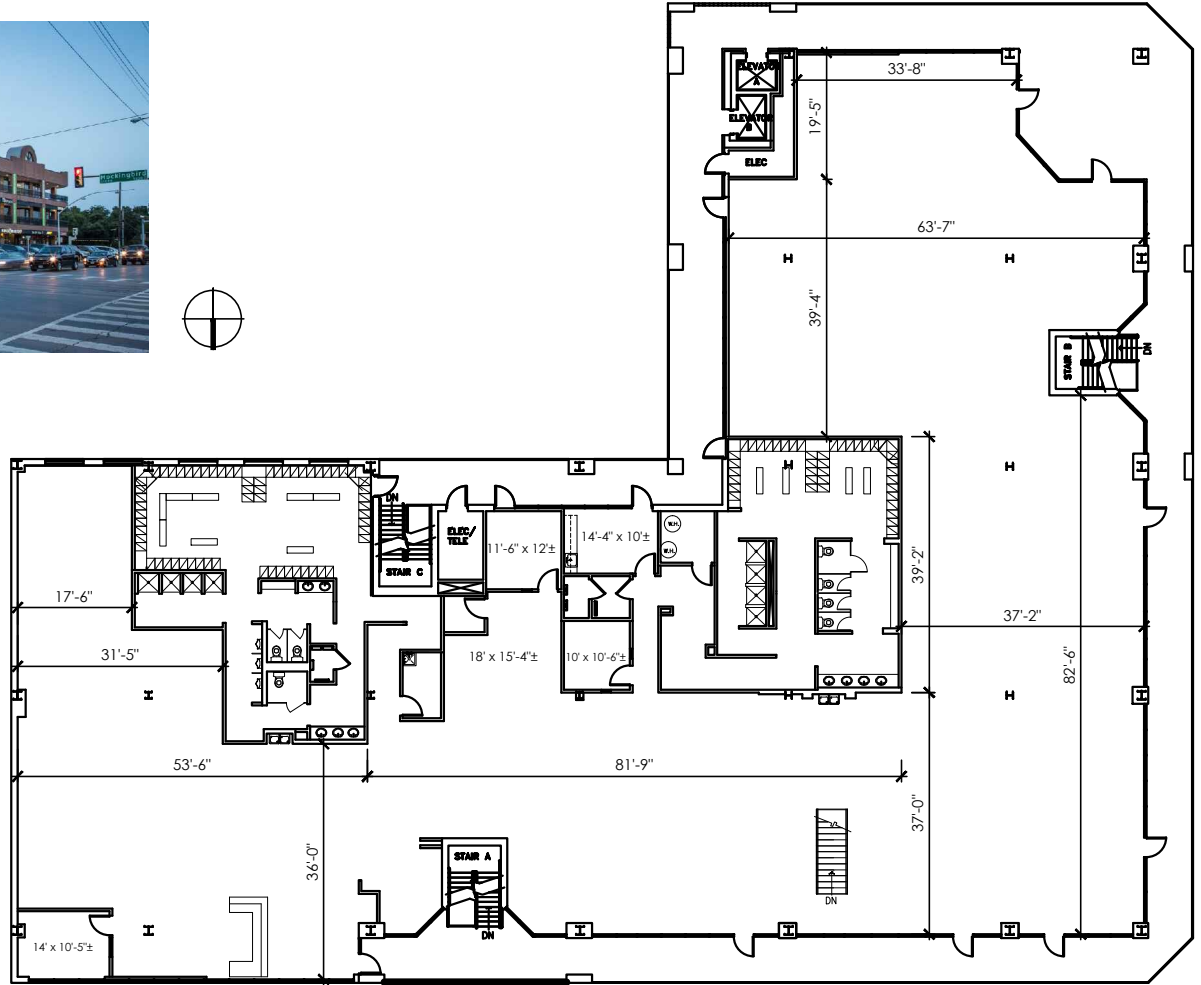 Mockingbird
ELEVATOR
A
ELEVATOR
B
ELEC
33'-8"
19'-5"
63'-7"
39'-4"
STAIR B
DN
DN
ELEC/
TELE
STAIR C
11'-6" x 12'±
14'-4" x 10'±
W.H.
W.H.
39'-2"
17'-6"
37'-2"
31'-5"
18' x 15'-4"±
10' x 10'-6"±
82'-6"
53'-6"
81'-9"
37'-0"
36'-0"
STAIR A
DN
DN
14' x 10'-5"±